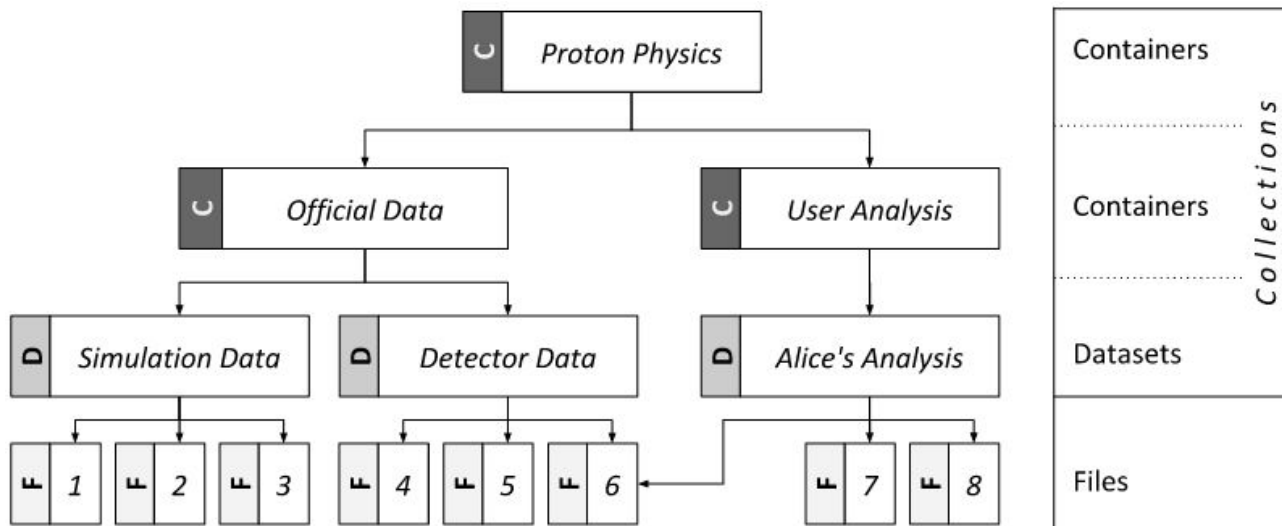 C Proton Physics
Containers
C Official Data
C User Analysis
Containers
Collections
D Simulation Data
D Detector Data
D Alice's Analysis
Datasets
F 1
F 2
F 3
F 4
F 5
F 6
F 7
F 8
Files